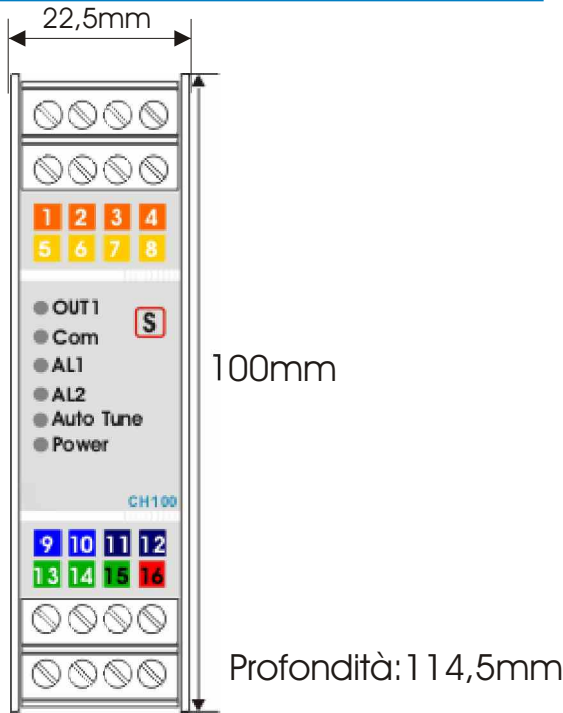 22,5mm
1 2 3 4
5 6 7 8
OUT1
S
Com
AL1
100mm
AL2
Auto Tune
Power
CH100
9 10 11 12
13 14 15 16
Profondità:114,5mm